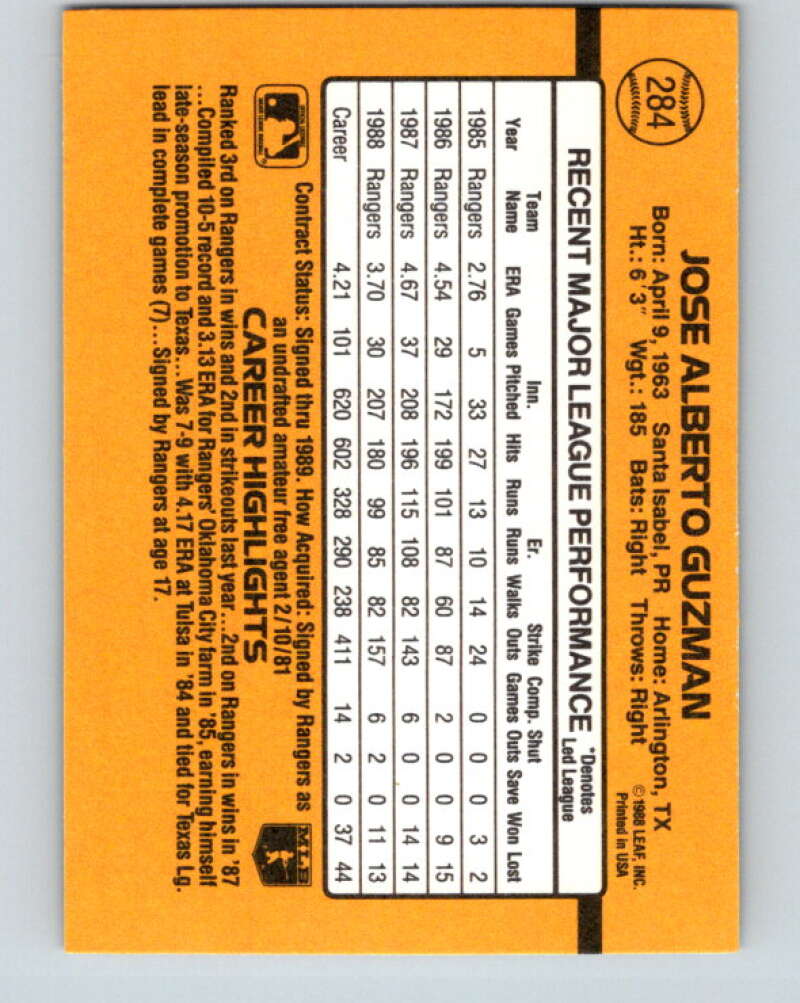 284
JOSE ALBERTO GUZMAN
Born: April 9, 1963 Santa Isabel, PR Home: Arlington, TX
Ht.: 6'3" Wgt.: 185 Bats: Right Throws: Right
© 1988 LEAF, INC.
Printed in USA
RECENT MAJOR LEAGUE PERFORMANCE
*Denotes
Led League
Team Inn. Er. Strike Comp. Shut
Year Name ERA Games Pitched Hits Runs Runs Walks Outs Games Outs Save Won Lost
1985 Rangers 2.76 5 33 27 13 10 14 24 0 0 0 3 2
1986 Rangers 4.54 29 172 199 101 87 60 87 2 0 0 9 15
1987 Rangers 4.67 37 208 196 115 108 82 143 6 0 0 14 14
1988 Rangers 3.70 30 207 180 99 85 82 157 6 2 0 11 13
Career 4.21 101 620 602 328 290 238 411 14 2 0 37 44
Contract Status: Signed thru 1989. How Acquired: Signed by Rangers as
an undrafted amateur free agent 2/10/81
MLB
CAREER HIGHLIGHTS
Ranked 3rd on Rangers in wins and 2nd in strikeouts last year...2nd on Rangers in wins in '87
...Compiled 10-5 record and 3.13 ERA for Rangers' Oklahoma City farm in '85, earning himself
late-season promotion to Texas... Was 7-9 with 4.17 ERA at Tulsa in '84 and tied for Texas Lg.
lead in complete games (7)...Signed by Rangers at age 17.